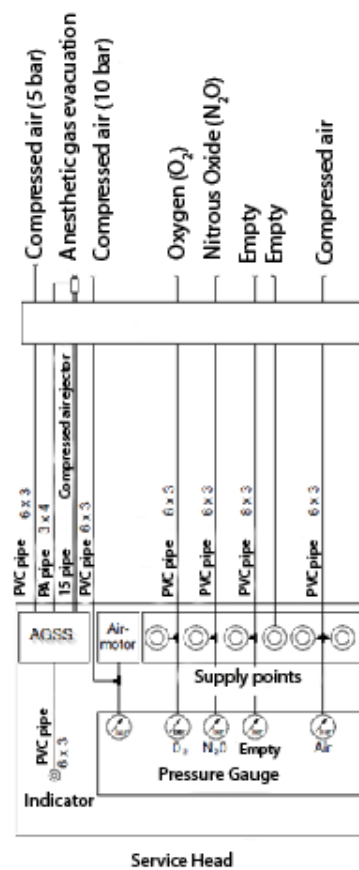 Compressed air (5 bar)
Anesthetic gas evacuation
Compressed air (10 bar)
Oxygen (O₂)
Nitrous Oxide (N₂O)
Empty
Empty
Compressed air
PVC pipe 6 x 3
PA pipe 3 x 4
15 pipe Compressed air ejector
PVC pipe 6 x 3
PVC pipe 6 x 3
PVC pipe 6 x 3
PVC pipe 8 x 3
PVC pipe 6 x 3
AGSS
Air-
motor
Supply points
PVC pipe
6 x 3
O₂
N₂O
Empty
Air
Pressure Gauge
Indicator
Service Head